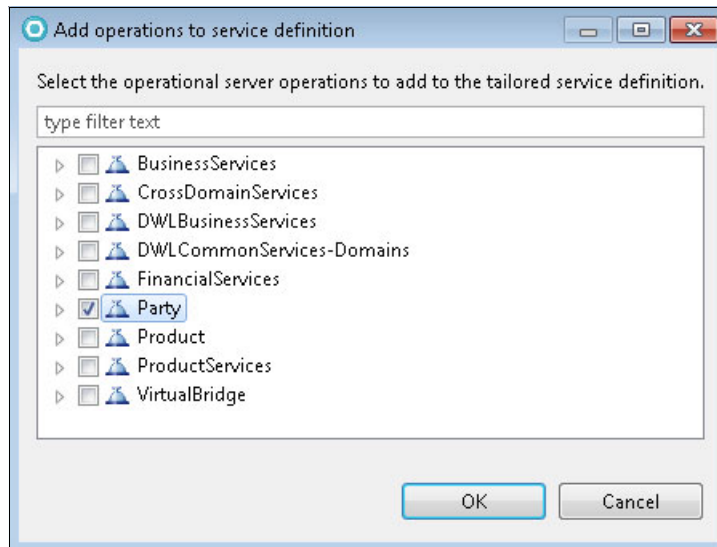 Add operations to service definition
Select the operational server operations to add to the tailored service definition.
type filter text
BusinessServices
CrossDomainServices
DWLBusinessServices
DWLCommonServices-Domains
FinancialServices
Party
Product
ProductServices
VirtualBridge
OK Cancel